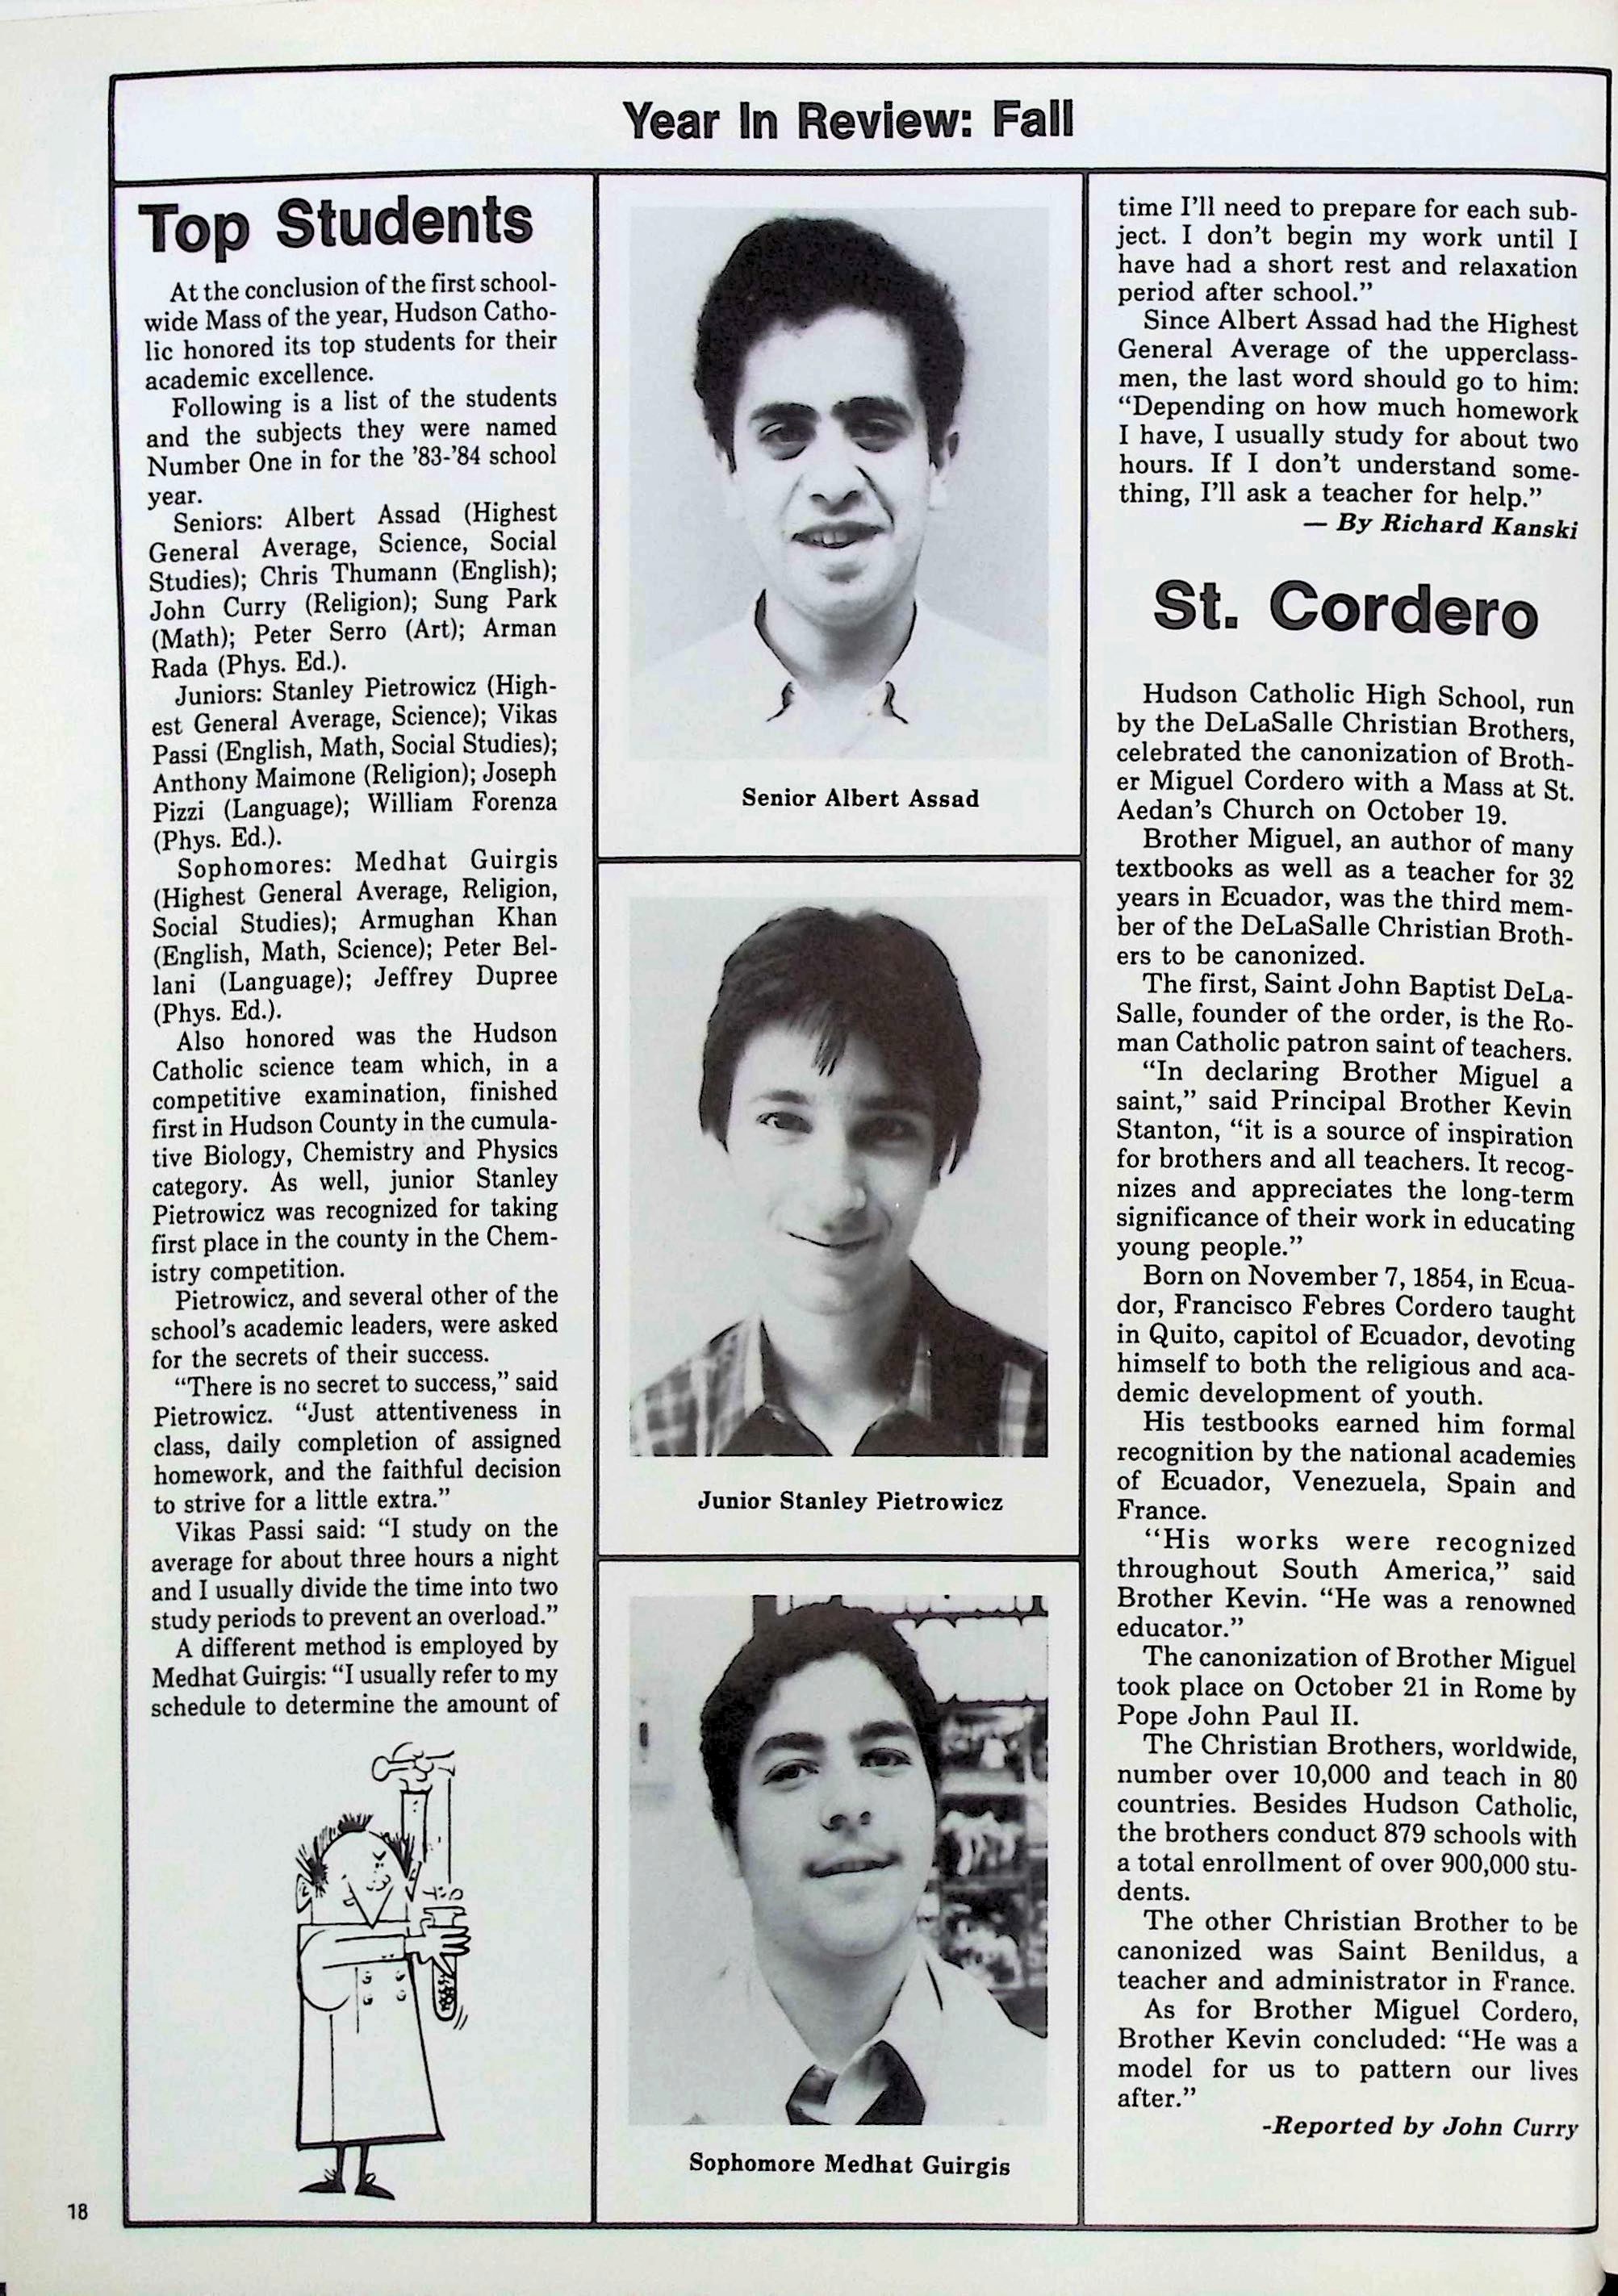 Year In Review: Fall
Top Students
At the conclusion of the first school-
wide Mass of the year, Hudson Catho-
lic honored its top students for their
academic excellence.
Following is a list of the students
and the subjects they were named
Number One in for the '83-'84 school
year.
Seniors: Albert Assad (Highest
General Average, Science, Social
Studies); Chris Thumann (English);
John Curry (Religion); Sung Park
(Math); Peter Serro (Art); Arman
Rada (Phys. Ed.).
Juniors: Stanley Pietrowicz (High-
est General Average, Science); Vikas
Passi (English, Math, Social Studies);
Anthony Maimone (Religion); Joseph
Pizzi (Language); William Forenza
(Phys. Ed.).
Sophomores: Medhat Guirgis
(Highest General Average, Religion,
Social Studies); Armughan Khan
(English, Math, Science); Peter Bel-
lani (Language); Jeffrey Dupree
(Phys. Ed.).
Also honored was the Hudson
Catholic science team which, in a
competitive examination, finished
first in Hudson County in the cumula-
tive Biology, Chemistry and Physics
category. As well, junior Stanley
Pietrowicz was recognized for taking
first place in the county in the Chem-
istry competition.
Pietrowicz, and several other of the
school's academic leaders, were asked
for the secrets of their success.
"There is no secret to success," said
Pietrowicz. "Just attentiveness in
class, daily completion of assigned
homework, and the faithful decision
to strive for a little extra."
Vikas Passi said: "I study on the
average for about three hours a night
and I usually divide the time into two
study periods to prevent an overload."
A different method is employed by
Medhat Guirgis: "I usually refer to my
schedule to determine the amount of
Senior Albert Assad
Junior Stanley Pietrowicz
Sophomore Medhat Guirgis
time I'll need to prepare for each sub-
ject. I don't begin my work until I
have had a short rest and relaxation
period after school."
Since Albert Assad had the Highest
General Average of the upperclass-
men, the last word should go to him:
"Depending on how much homework
I have, I usually study for about two
hours. If I don't understand some-
thing, I'll ask a teacher for help."
— By Richard Kanski
St. Cordero
Hudson Catholic High School, run
by the DeLaSalle Christian Brothers,
celebrated the canonization of Broth-
er Miguel Cordero with a Mass at St.
Aedan's Church on October 19.
Brother Miguel, an author of many
textbooks as well as a teacher for 32
years in Ecuador, was the third mem-
ber of the DeLaSalle Christian Broth-
ers to be canonized.
The first, Saint John Baptist DeLa-
Salle, founder of the order, is the Ro-
man Catholic patron saint of teachers.
"In declaring Brother Miguel a
saint," said Principal Brother Kevin
Stanton, "it is a source of inspiration
for brothers and all teachers. It recog-
nizes and appreciates the long-term
significance of their work in educating
young people."
Born on November 7, 1854, in Ecua-
dor, Francisco Febres Cordero taught
in Quito, capitol of Ecuador, devoting
himself to both the religious and aca-
demic development of youth.
His testbooks earned him formal
recognition by the national academies
of Ecuador, Venezuela, Spain and
France.
"His works were recognized
throughout South America," said
Brother Kevin. "He was a renowned
educator."
The canonization of Brother Miguel
took place on October 21 in Rome by
Pope John Paul II.
The Christian Brothers, worldwide,
number over 10,000 and teach in 80
countries. Besides Hudson Catholic,
the brothers conduct 879 schools with
a total enrollment of over 900,000 stu-
dents.
The other Christian Brother to be
canonized was Saint Benildus, a
teacher and administrator in France.
As for Brother Miguel Cordero,
Brother Kevin concluded: "He was a
model for us to pattern our lives
after."
-Reported by John Curry
18